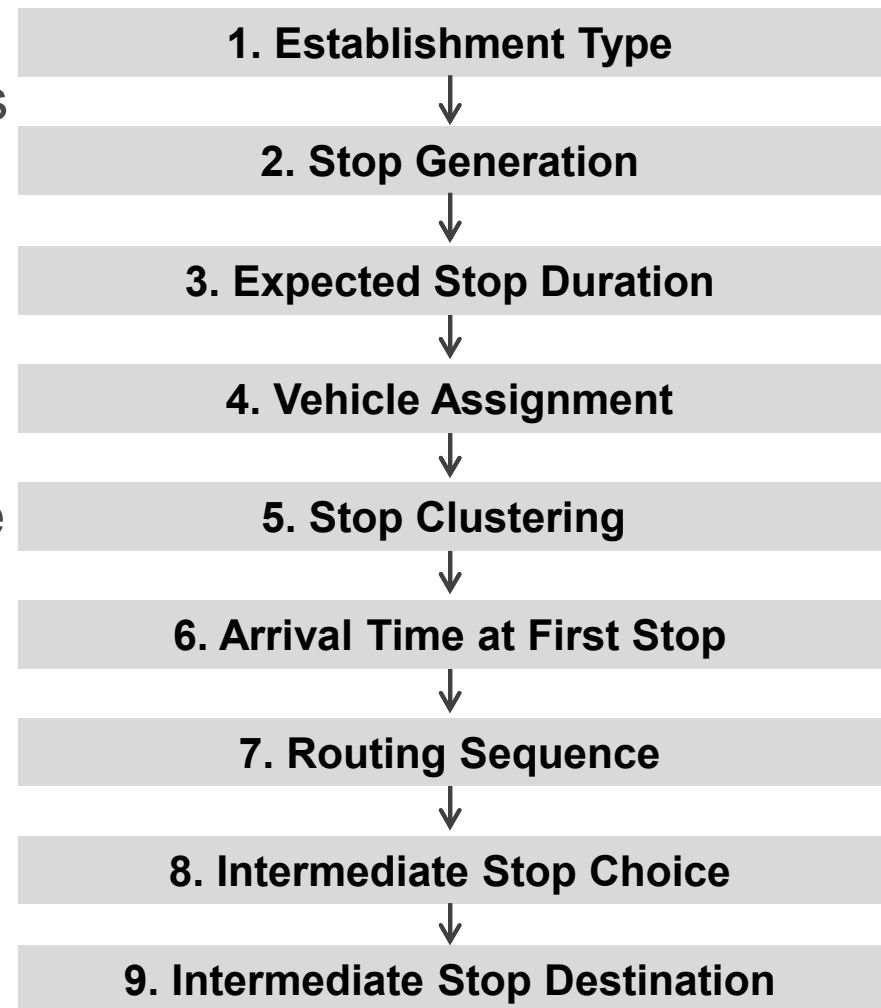 1. Establishment Type
s
2. Stop Generation
3. Expected Stop Duration
4. Vehicle Assignment
e
5. Stop Clustering
6. Arrival Time at First Stop
7. Routing Sequence
8. Intermediate Stop Choice
9. Intermediate Stop Destination